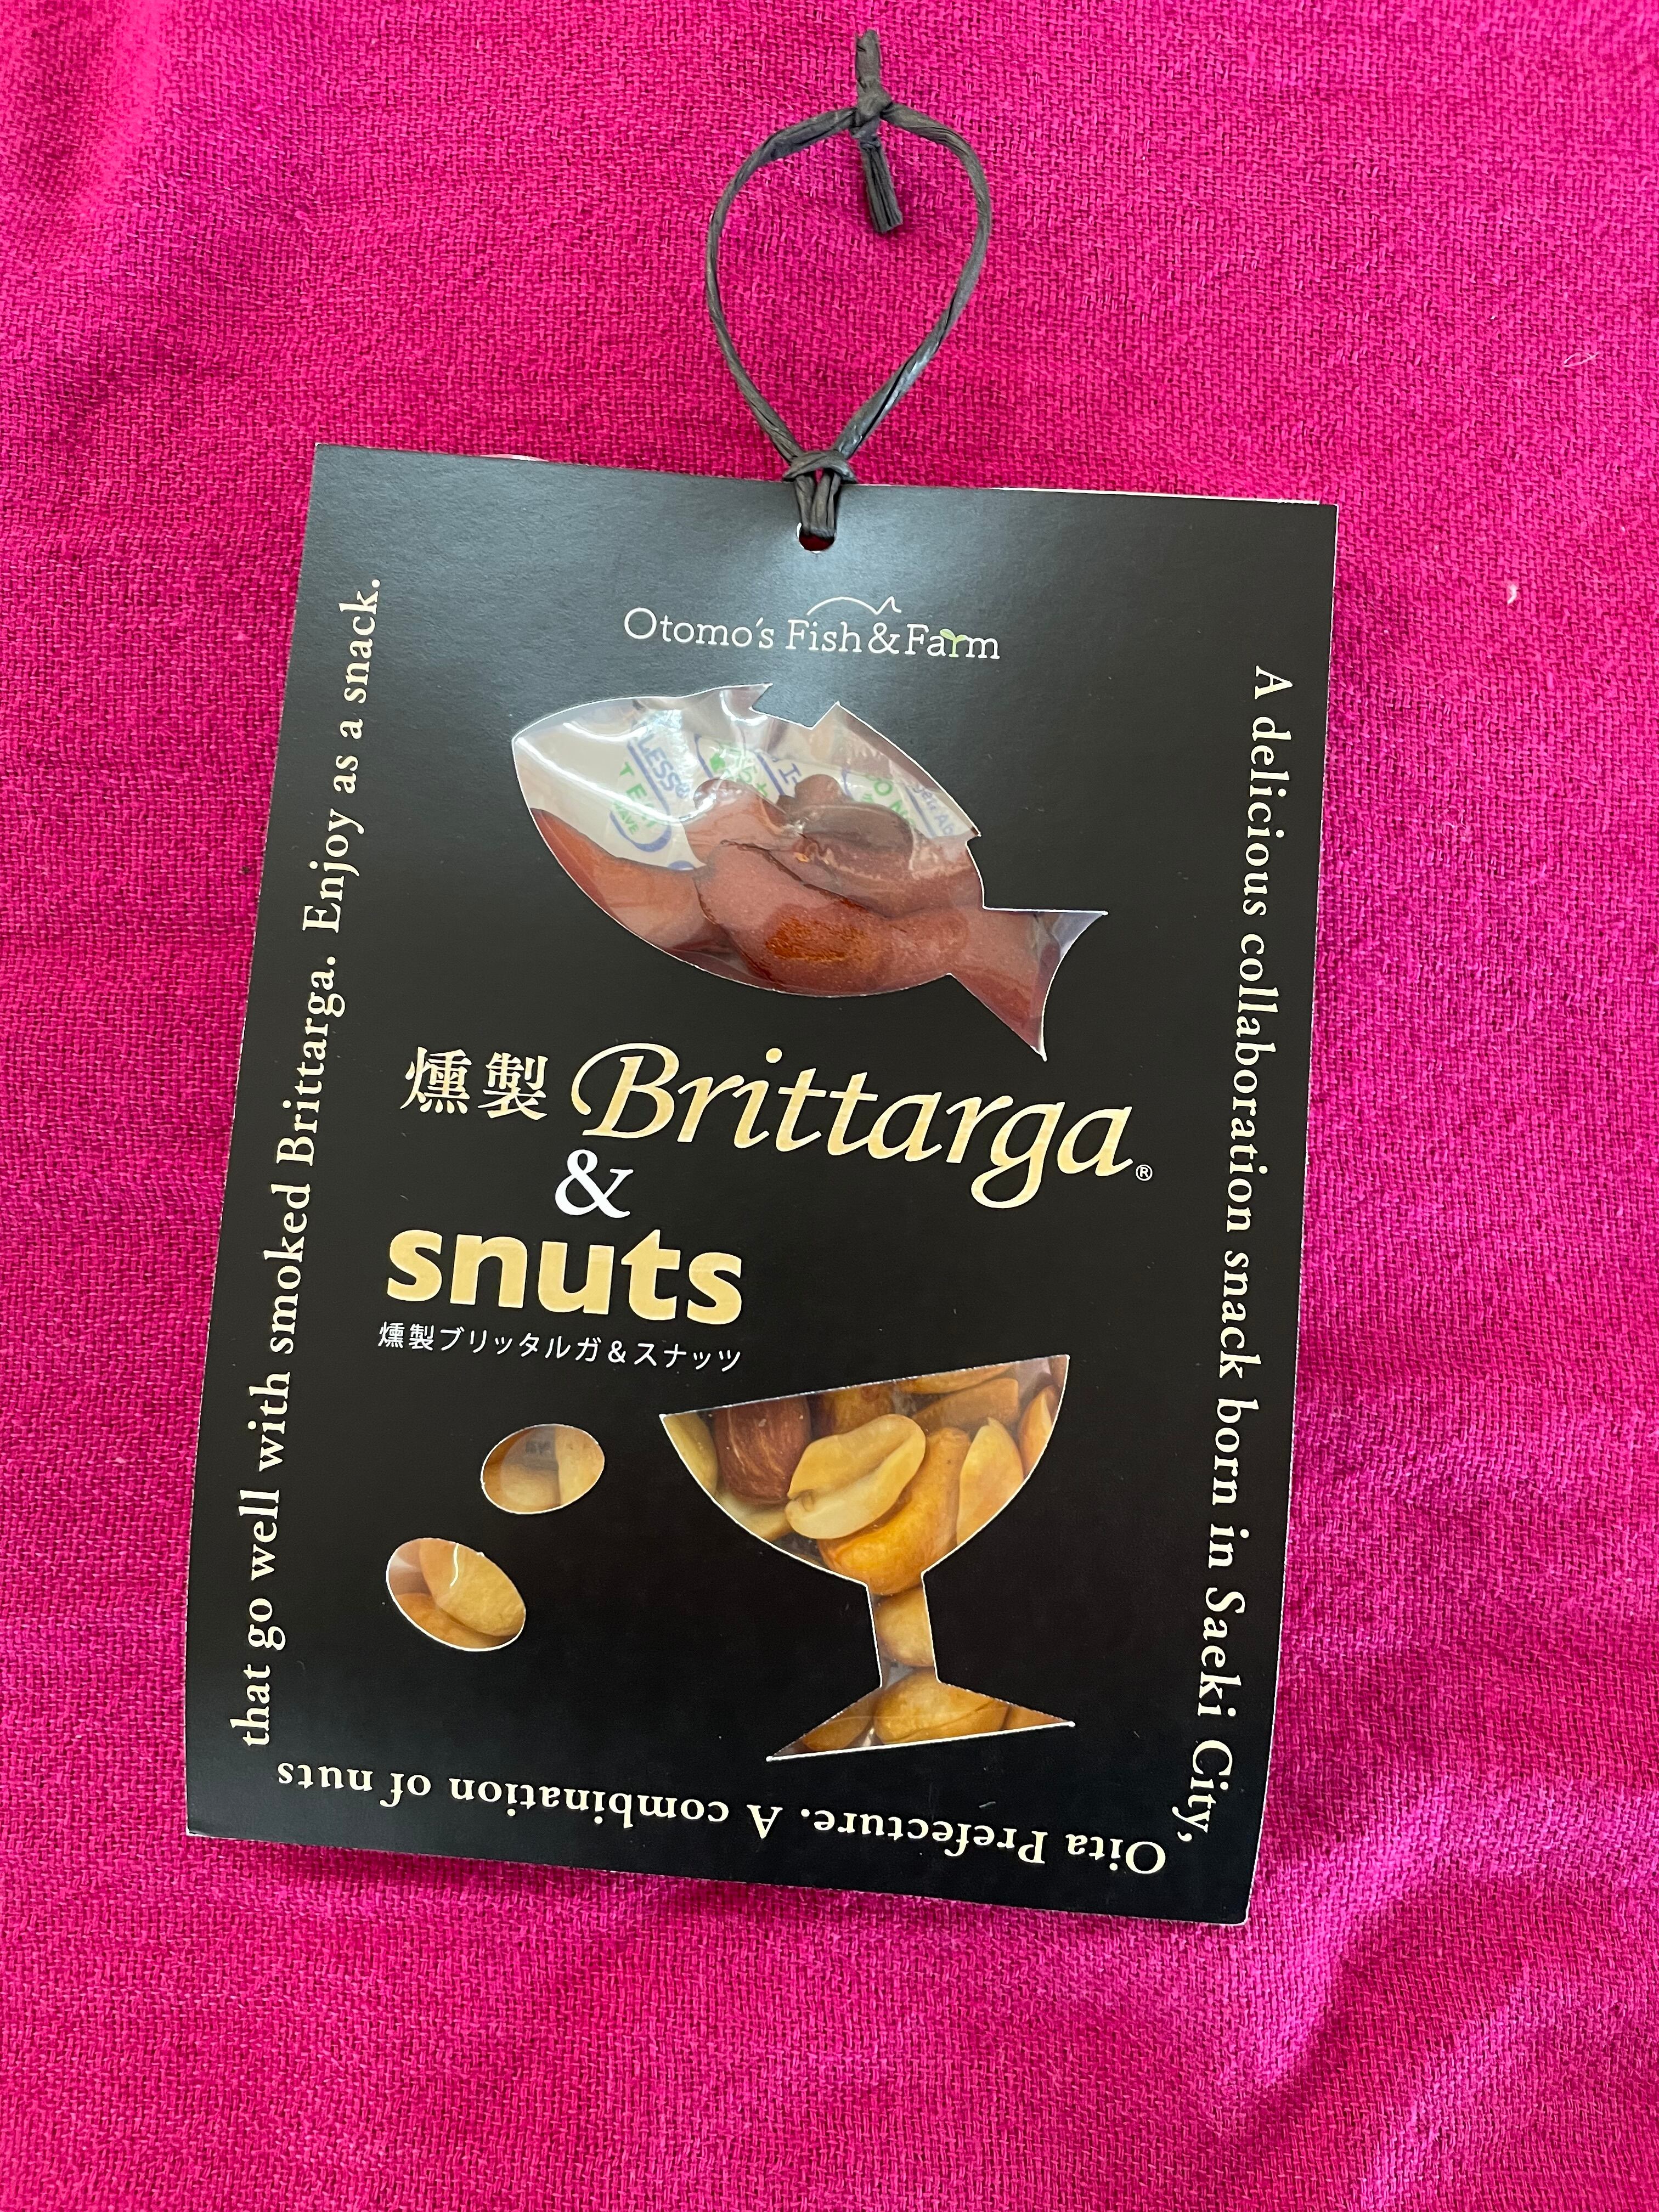 Otomo's Fish & Farm
燻製 Brittarga®
&
snuts
燻製ブリッタルガ&スナッツ
A delicious collaboration snack born in Saeki City,
Oita Prefecture. A combination of nuts
that go well with smoked Brittarga. Enjoy as a snack.